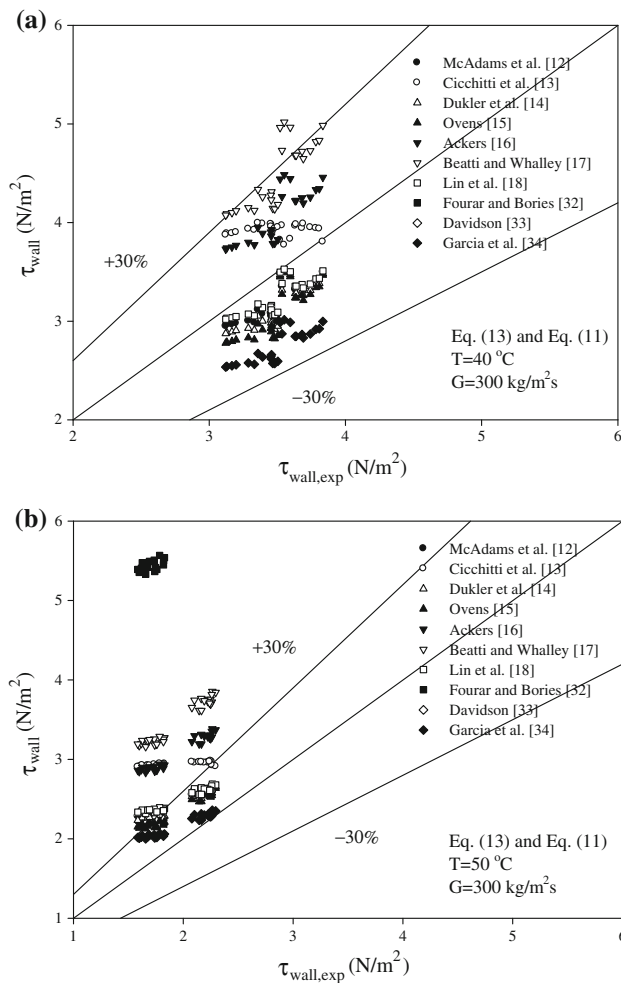 (a)
6
5
4
3
2
τwall (N/m²)
+30%
−30%
McAdams et al. [12]
Cicchitti et al. [13]
Dukler et al. [14]
Ovens [15]
Ackers [16]
Beatti and Whalley [17]
Lin et al. [18]
Fourar and Bories [32]
Davidson [33]
Garcia et al. [34]
Eq. (13) and Eq. (11)
T=40 °C
G=300 kg/m²s
2 3 4 5 6
τwall,exp (N/m²)
(b)
6
5
4
3
2
1
τwall (N/m²)
+30%
−30%
McAdams et al. [12]
Cicchitti et al. [13]
Dukler et al. [14]
Ovens [15]
Ackers [16]
Beatti and Whalley [17]
Lin et al. [18]
Fourar and Bories [32]
Davidson [33]
Garcia et al. [34]
Eq. (13) and Eq. (11)
T=50 °C
G=300 kg/m²s
1 2 3 4 5 6
τwall,exp (N/m²)